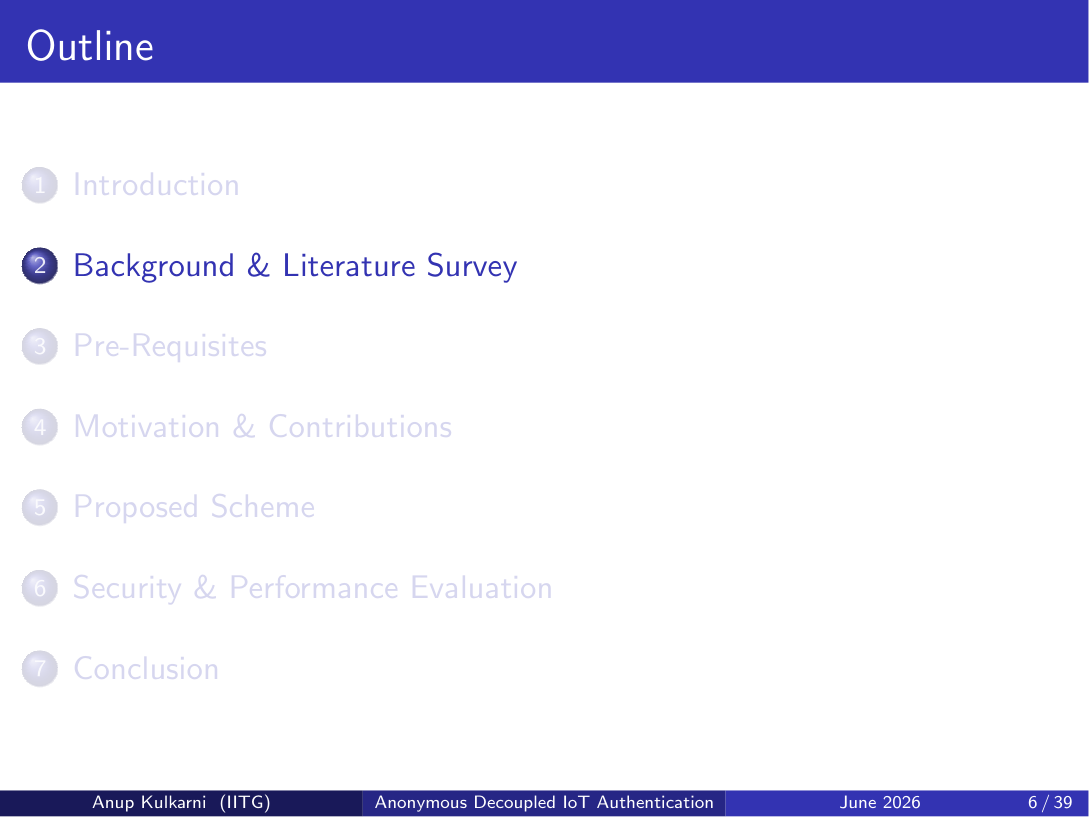 Outline
1 Introduction
2 Background & Literature Survey
3 Pre-Requisites
4 Motivation & Contributions
5 Proposed Scheme
6 Security & Performance Evaluation
7 Conclusion
Anup Kulkarni (IITG) Anonymous Decoupled IoT Authentication June 2026 6 / 39